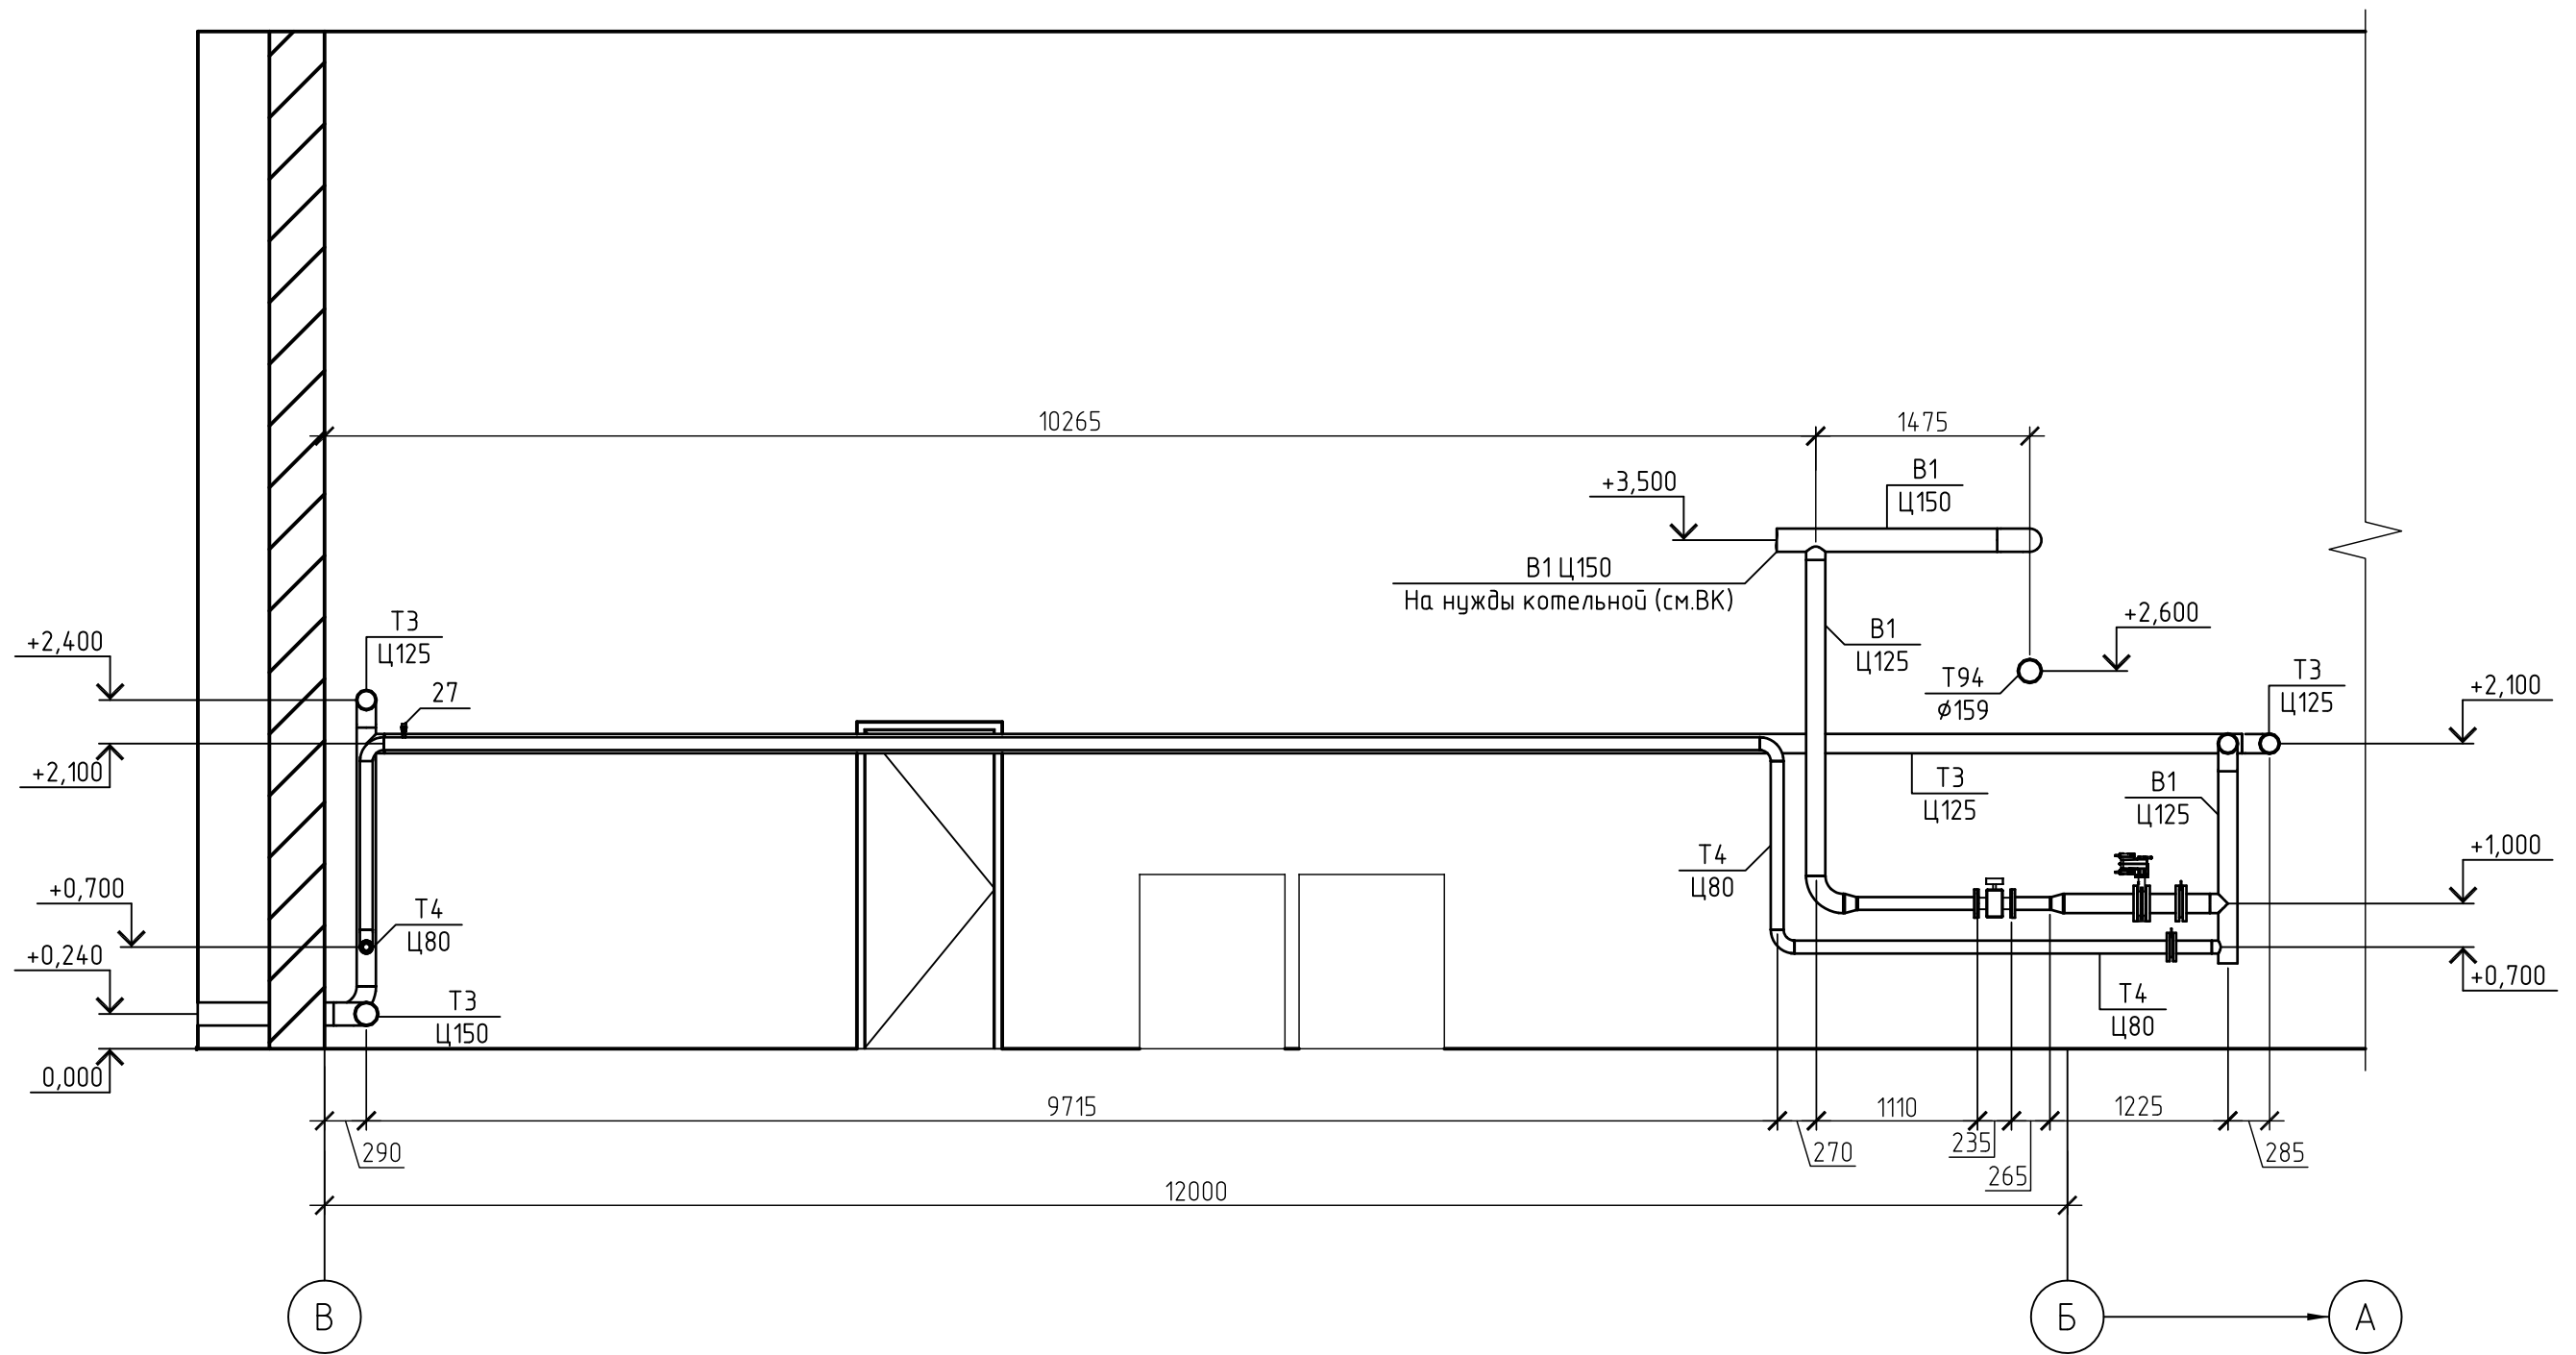 10265
1475
В1
Ц150
+3,500
В1 Ц150
На нужды котельной (см.ВК)
+2,600
Т3
Ц125
+2,400
В1
Ц125
Т94
Ø159
Т3
Ц125
+2,100
27
+2,100
Т3
Ц125
В1
Ц125
Т4
Ц80
+1,000
+0,700
Т4
Ц80
+0,240
+0,700
Т3
Ц150
Т4
Ц80
0,000
9715
1110
1225
290
270
235
285
265
12000
В
Б
А